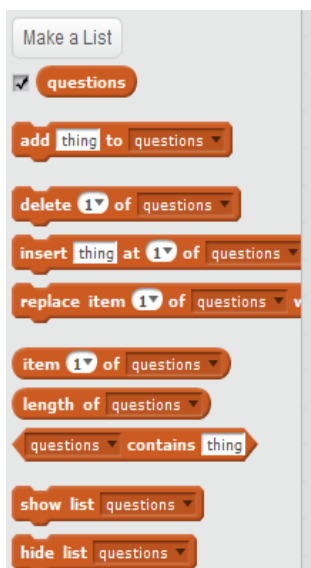 Make a List
questions
add thing to questions
delete 1 of questions
insert thing at 1 of questions
replace item 1 of questions
item 1 of questions
length of questions
questions contains thing
show list questions
hide list questions